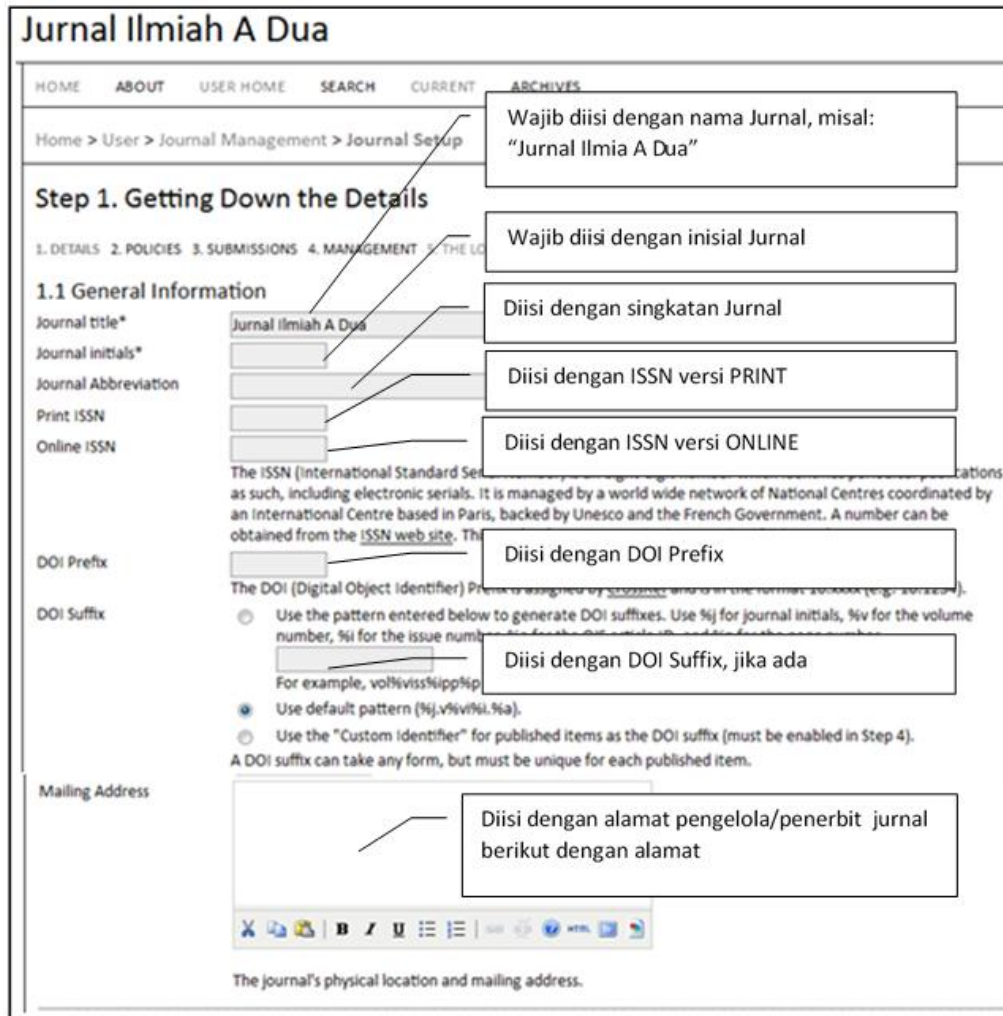 Jurnal Ilmiah A Dua
HOME ABOUT USER HOME SEARCH CURRENT ARCHIVES
Wajib diisi dengan nama Jurnal, misal:
“Jurnal Ilmia A Dua”
Home > User > Journal Management > Journal Setup
Step 1. Getting Down the Details
Wajib diisi dengan inisial Jurnal
1. DETAILS 2. POLICIES 3. SUBMISSIONS 4. MANAGEMENT 5. THE LO
1.1 General Information
Diisi dengan singkatan Jurnal
Journal title* Jurnal Ilmiah A Dua
Journal initials*
Diisi dengan ISSN versi PRINT
Journal Abbreviation
Print ISSN
Online ISSN
Diisi dengan ISSN versi ONLINE
The ISSN (International Standard Ser
as such, including electronic serials. It is managed by a world wide network of National Centres coordinated by
an International Centre based in Paris, backed by Unesco and the French Government. A number can be
obtained from the ISSN web site. Th
Diisi dengan DOI Prefix
DOI Prefix
The DOI (Digital Object Identifier) Prefix is assigned by CrossRef and is in the format 10.xxxx (e.g. 10.1234).
DOI Suffix
Use the pattern entered below to generate DOI suffixes. Use %j for journal initials, %v for the volume
number, %i for the issue number,
Diisi dengan DOI Suffix, jika ada
For example, vol%viss%ipp%p
Use default pattern (%j.v%vi%i.%a).
Use the "Custom Identifier" for published items as the DOI suffix (must be enabled in Step 4).
A DOI suffix can take any form, but must be unique for each published item.
Mailing Address
Diisi dengan alamat pengelola/penerbit jurnal
berikut dengan alamat
B I U HTML
The journal's physical location and mailing address.